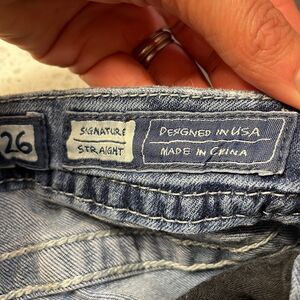 26
SIGNATURE
STRAIGHT
DESIGNED IN USA
MADE IN CHINA